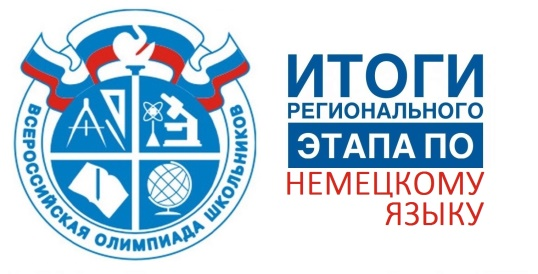 ВСЕРОССИЙСКАЯ ОЛИМПИАДА ШКОЛЬНИКОВ
ИТОГИ
РЕГИОНАЛЬНОГО
ЭТАПА ПО
НЕМЕЦКОМУ
ЯЗЫКУ